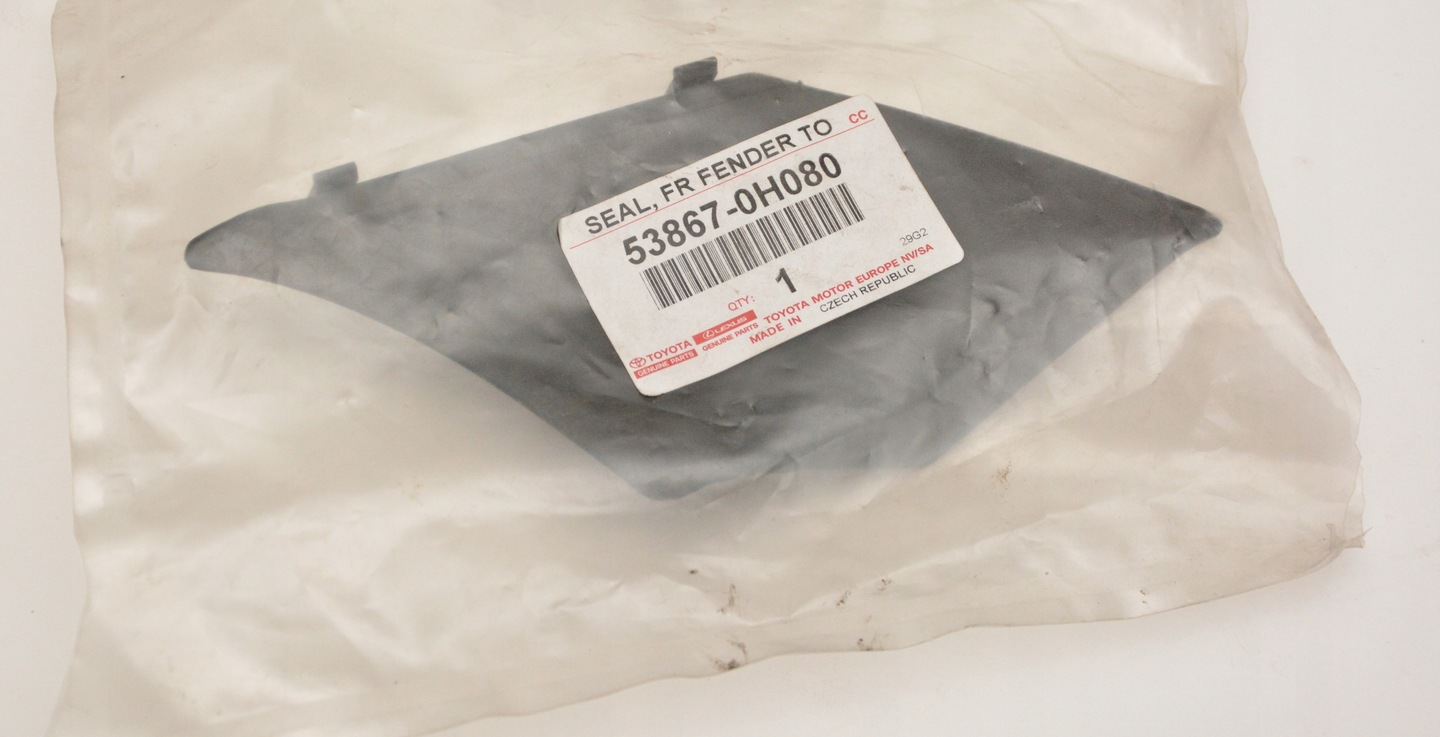 SEAL, FR FENDER TO CC
53867-0H080
29G2
QTY: 1
TOYOTA LEXUS TOYOTA MOTOR EUROPE NV/SA
GENUINE PARTS GENUINE PARTS MADE IN CZECH REPUBLIC